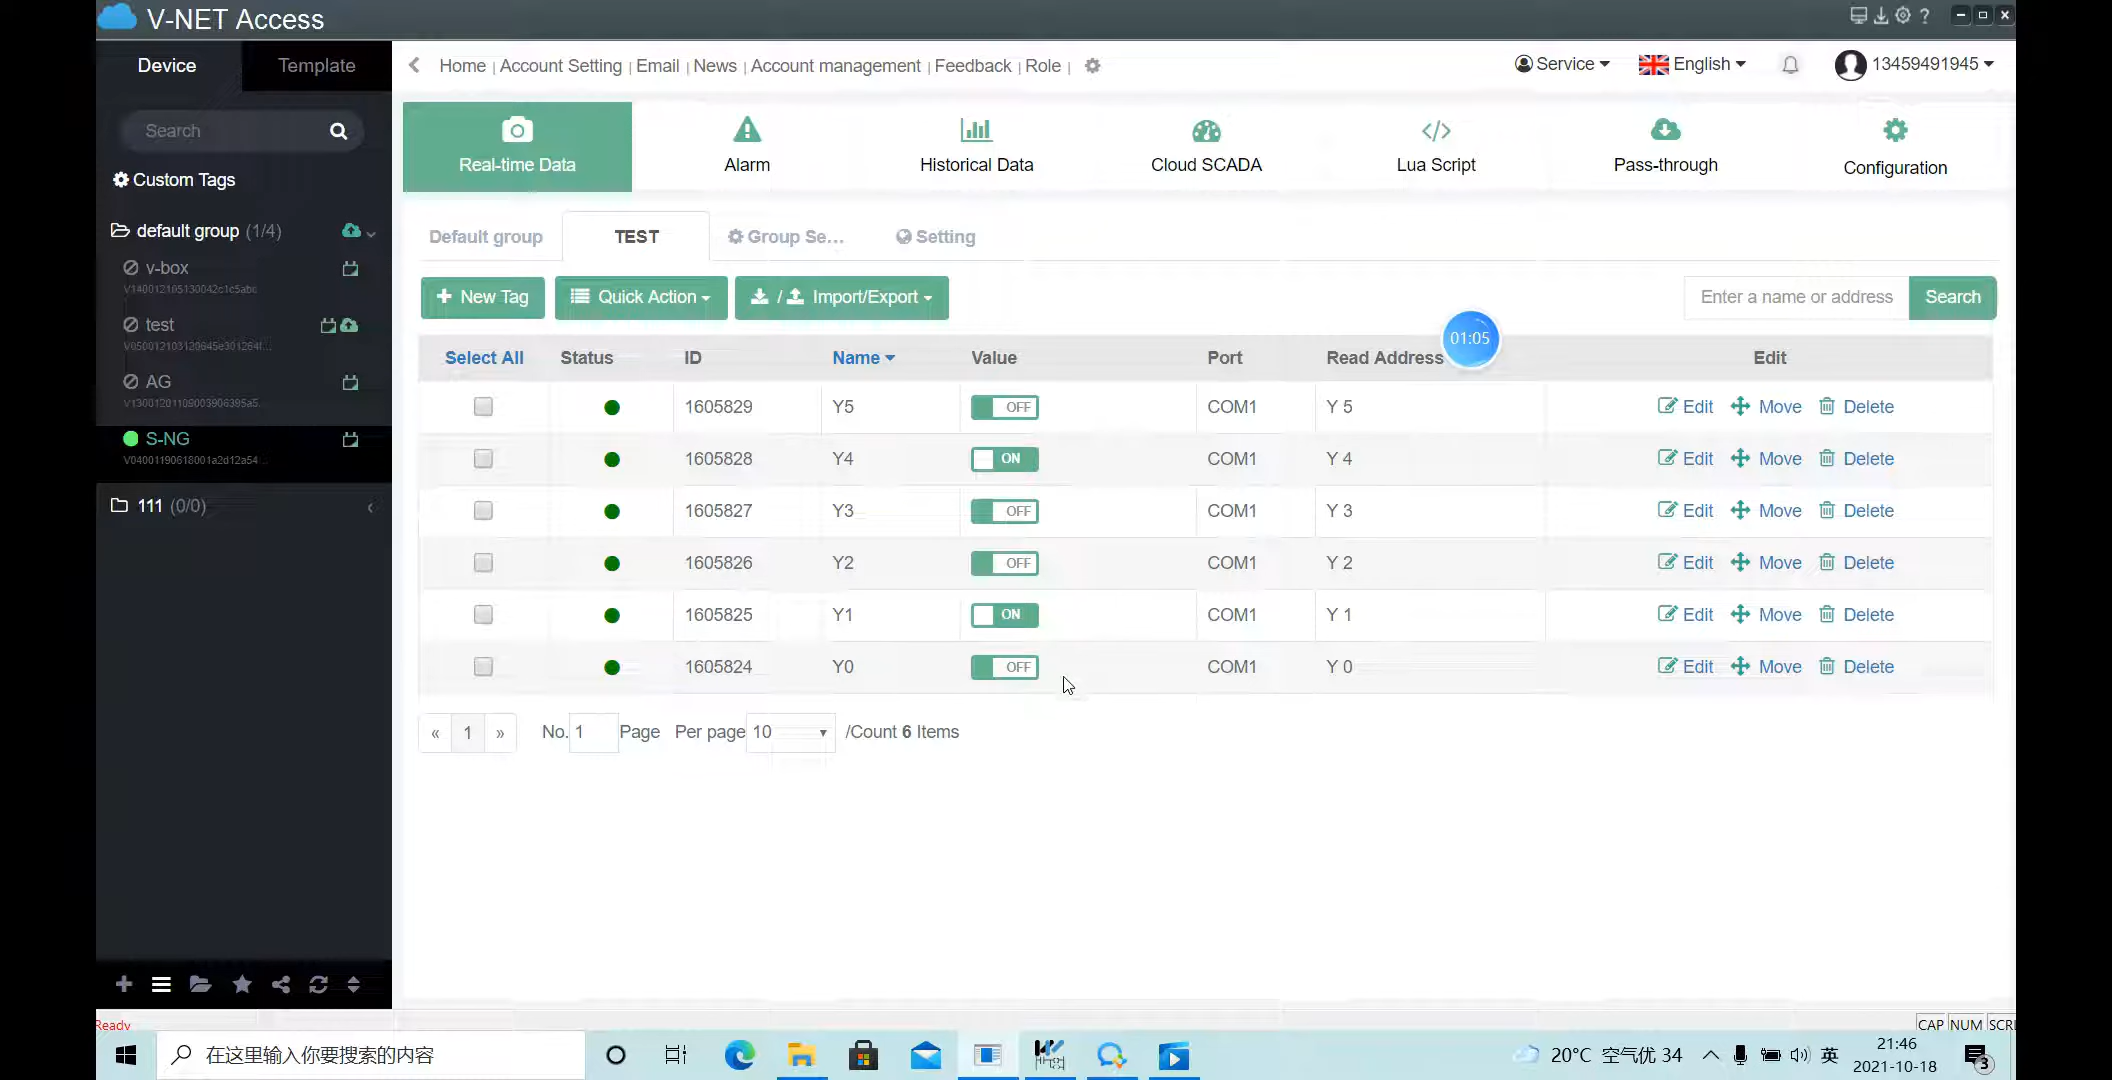 V-NET Access
Device
Template
Home | Account Setting | Email | News | Account management | Feedback | Role |
Service
English
13459491945
Search
Custom Tags
default group (1/4)
v-box
test
AG
S-NG
V04001190618001a2d12a54...
111 (0/0)
Real-time Data
Alarm
Historical Data
Cloud SCADA
Lua Script
Pass-through
Configuration
Default group
TEST
Group Se...
Setting
New Tag
Quick Action
/ Import/Export
Enter a name or address
Search
01:05
Select All Status ID Name Value Port Read Address Edit
1605829 Y5 OFF COM1 Y 5 Edit Move Delete
1605828 Y4 ON COM1 Y 4 Edit Move Delete
1605827 Y3 OFF COM1 Y 3 Edit Move Delete
1605826 Y2 OFF COM1 Y 2 Edit Move Delete
1605825 Y1 ON COM1 Y 1 Edit Move Delete
1605824 Y0 OFF COM1 Y 0 Edit Move Delete
« 1 » No. 1 Page Per page 10 /Count 6 Items
Ready
CAP NUM SCRL
在这里输入你要搜索的内容
20°C 空气优 34
英
21:46
2021-10-18
3